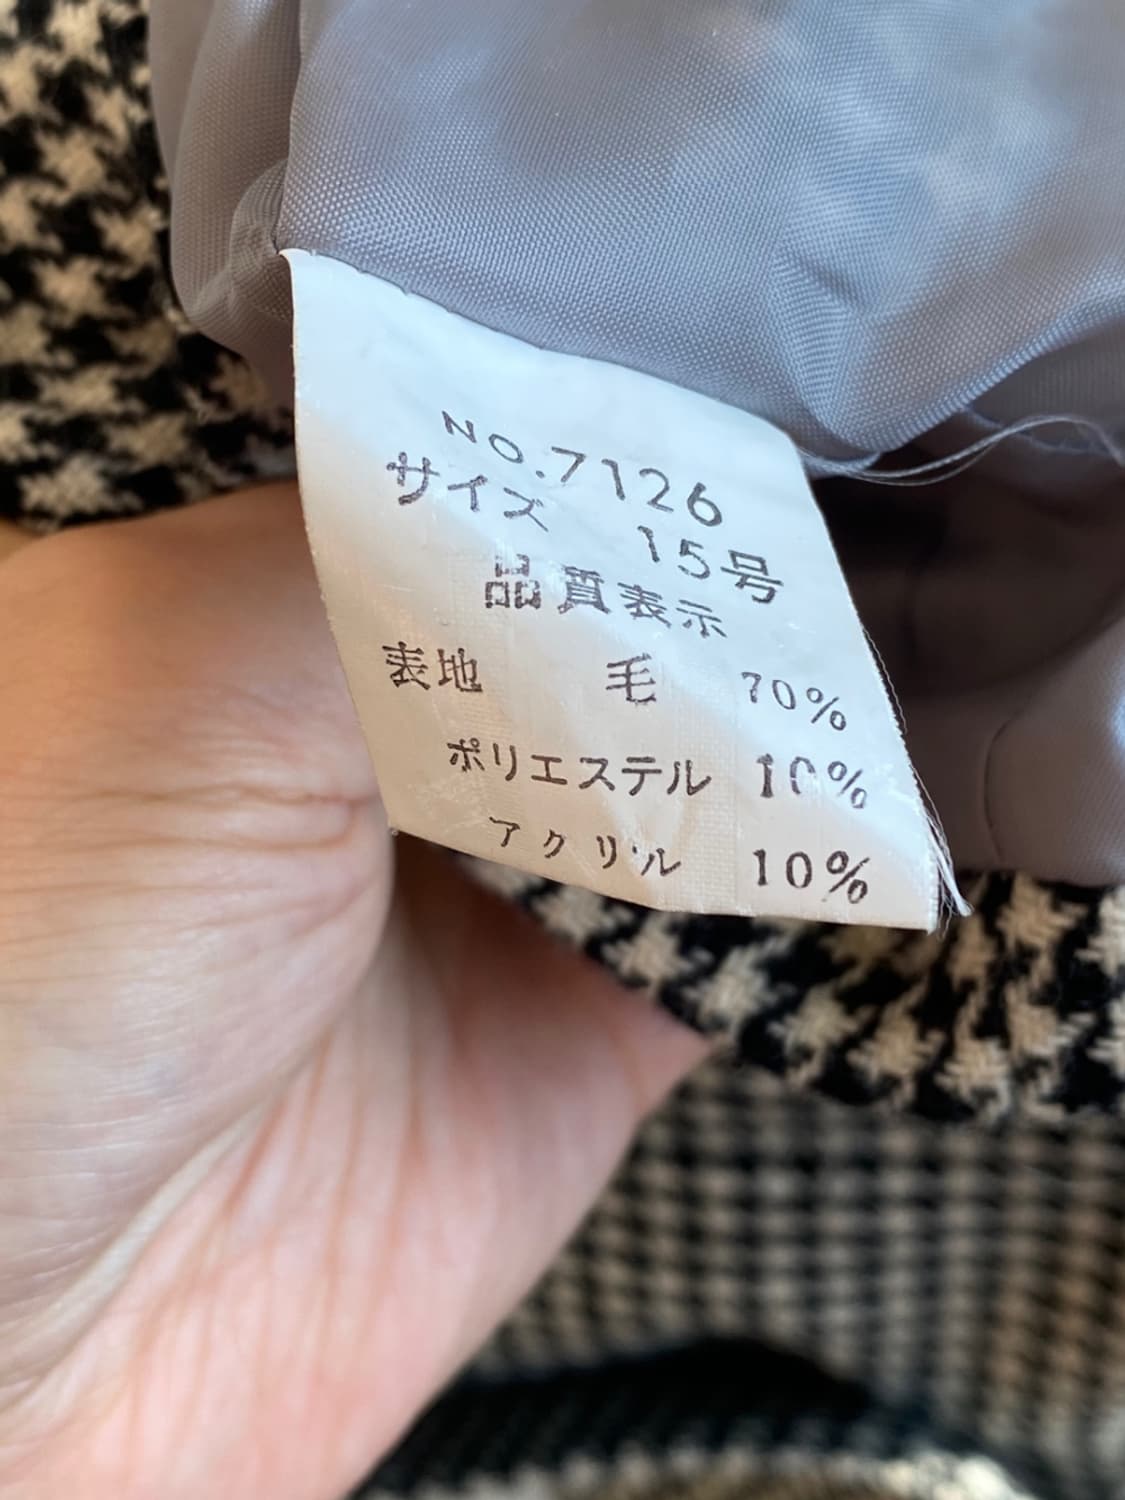 NO.7126
サイズ 15号
品質表示
表地 毛 70%
ポリエステル 10%
アクリル 10%